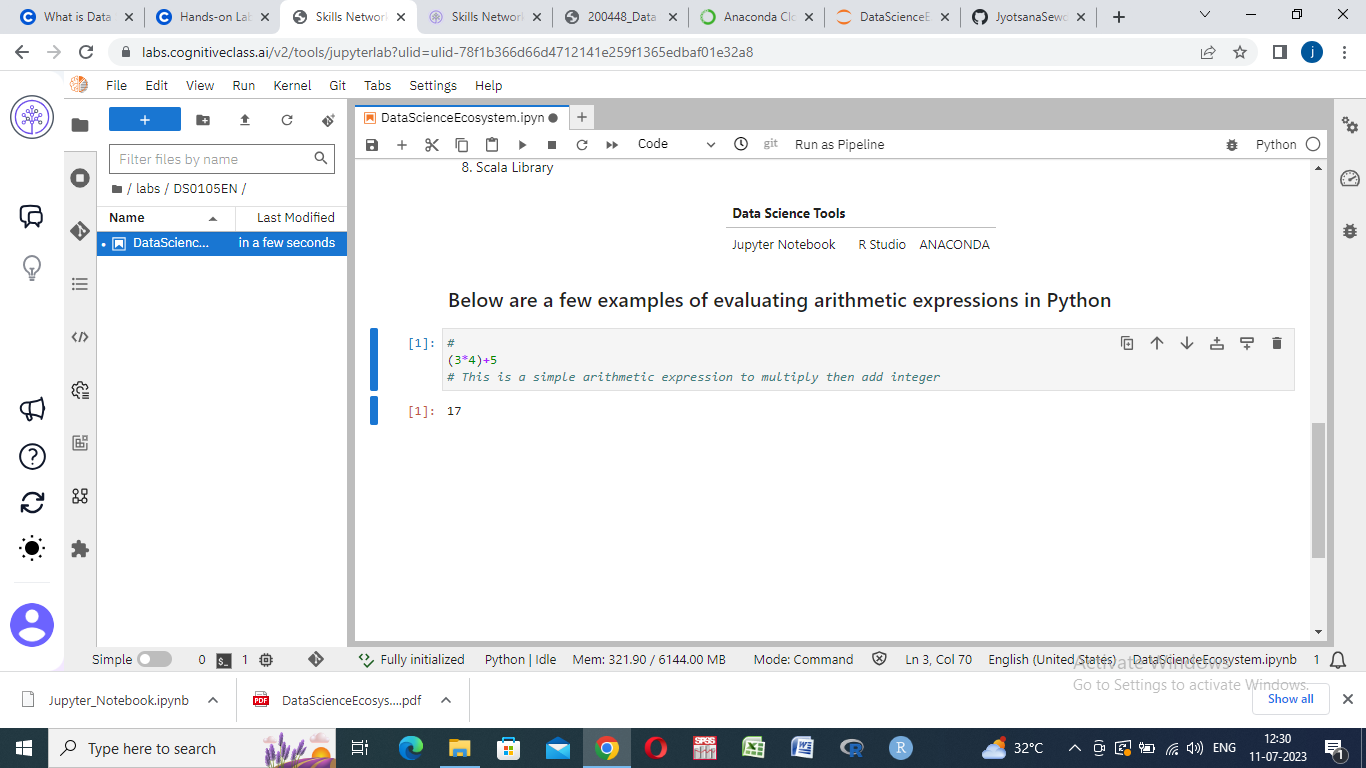 What is Data
Hands-on Lab
Skills Network
Skills Network
200448_Data
Anaconda Clo
DataScienceE
JyotsanaSewc
labs.cognitiveclass.ai/v2/tools/jupyterlab?ulid=ulid-78f1b366d66d4712141e259f1365edbaf01e32a8
j
File Edit View Run Kernel Git Tabs Settings Help
DataScienceEcosystem.ipyn
Filter files by name
/ labs / DS0105EN /
Name Last Modified
DataScienc... in a few seconds
Code git Run as Pipeline Python
8. Scala Library
Data Science Tools
Jupyter Notebook R Studio ANACONDA
Below are a few examples of evaluating arithmetic expressions in Python
[1]: #
(3*4)+5
# This is a simple arithmetic expression to multiply then add integer
[1]: 17
Simple 0 $_ 1 Fully initialized Python | Idle Mem: 321.90 / 6144.00 MB Mode: Command Ln 3, Col 70 English (United States) DataScienceEcosystem.ipynb 1
Activate Windows
Go to Settings to activate Windows.
Jupyter_Notebook.ipynb
PDF DataScienceEcosys....pdf
Show all
Type here to search
SPSS
R
32°C
ENG
12:30
11-07-2023
1